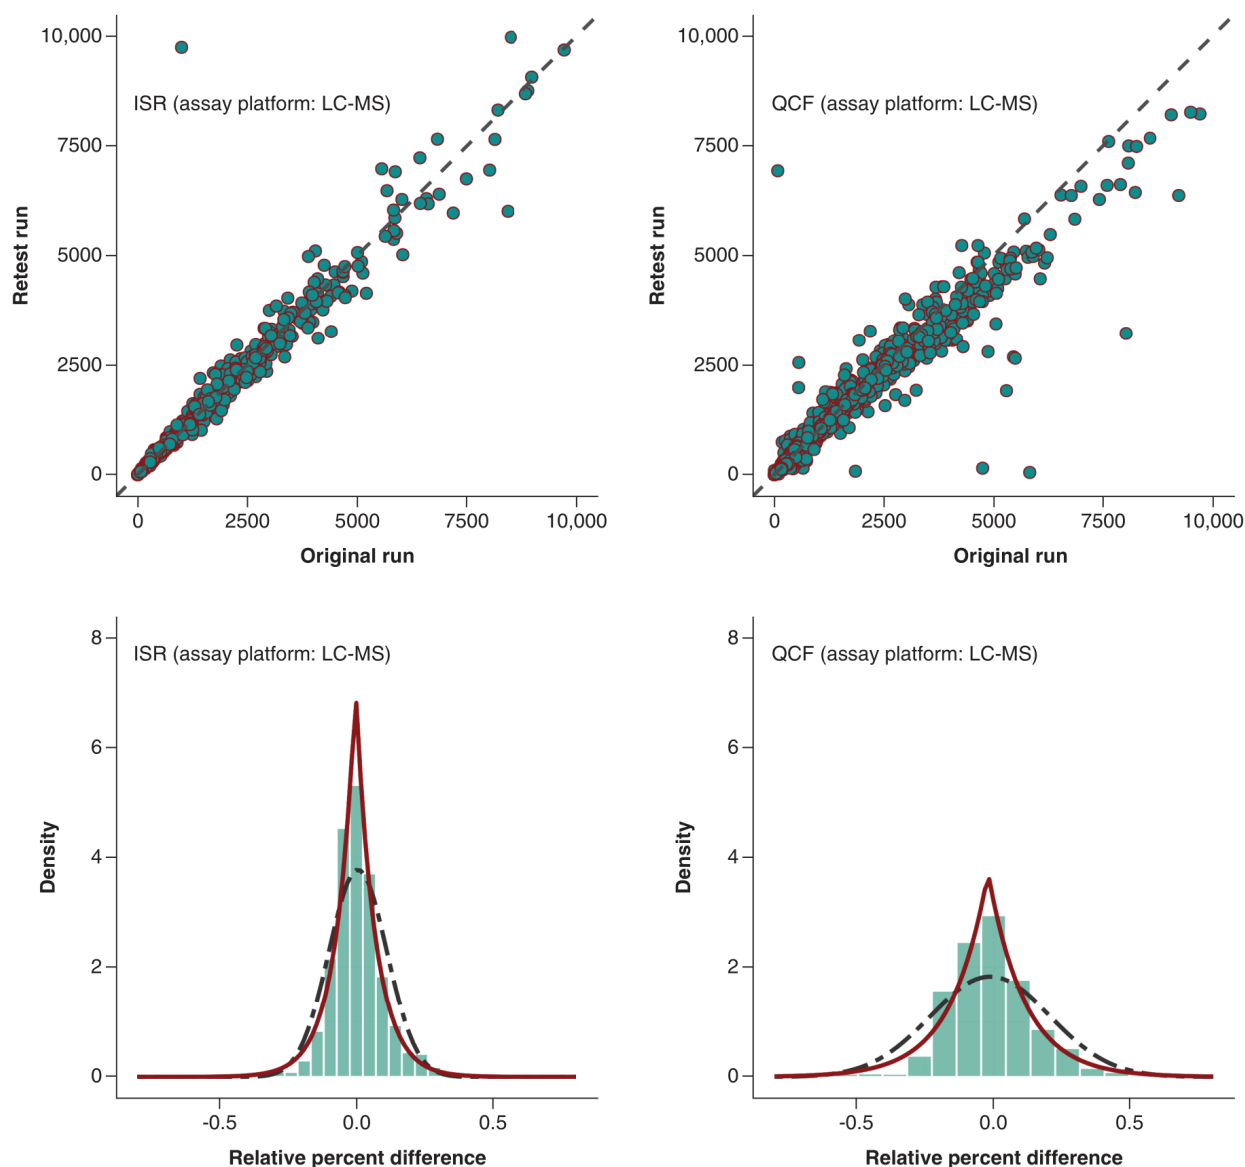 10,000
7500
5000
2500
0
Retest run
ISR (assay platform: LC-MS)
0 2500 5000 7500 10,000
Original run
10,000
7500
5000
2500
0
Retest run
QCF (assay platform: LC-MS)
0 2500 5000 7500 10,000
Original run
8
6
4
2
0
Density
ISR (assay platform: LC-MS)
-0.5 0.0 0.5
Relative percent difference
8
6
4
2
0
Density
QCF (assay platform: LC-MS)
-0.5 0.0 0.5
Relative percent difference